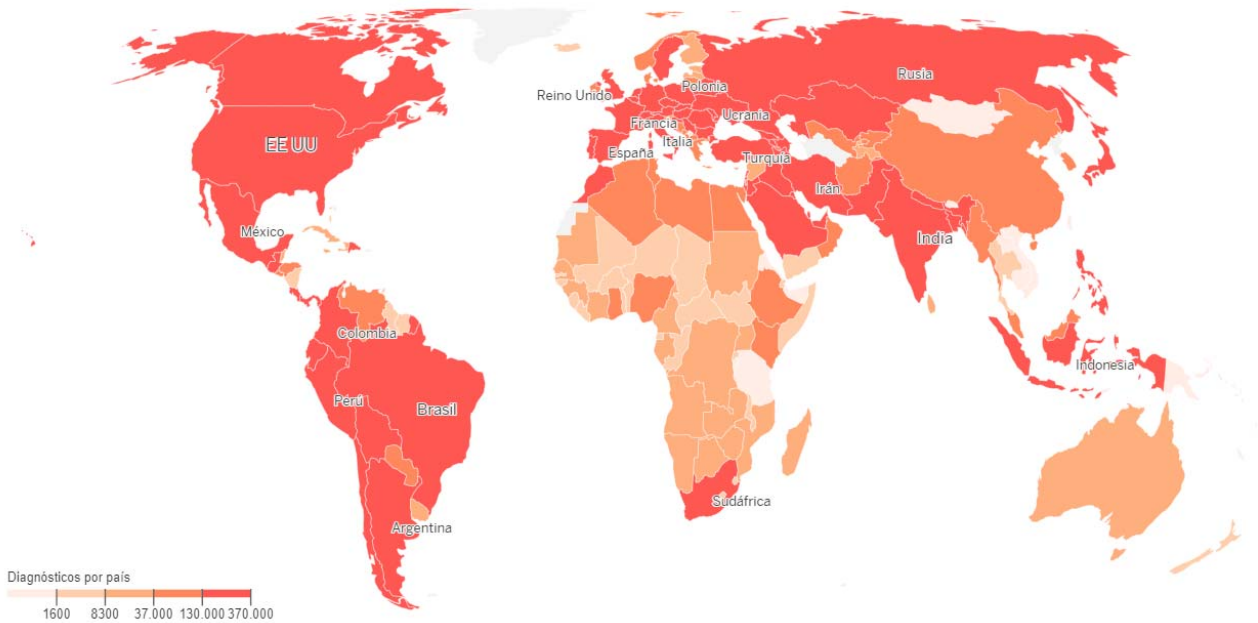 Rusia
Reino Unido
Polonia
Ucrania
Francia
EE UU
Italia
España
Turquía
Irán
México
India
Colombia
Indonesia
Perú
Brasil
Sudáfrica
Argentina
Diagnósticos por país
1600 8300 37.000 130.000 370.000